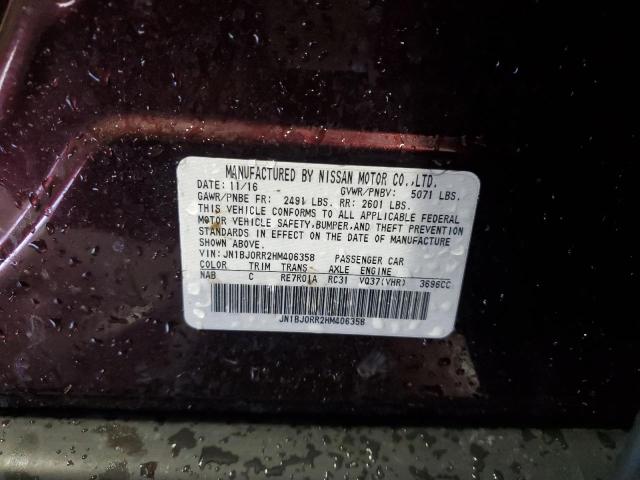 MANUFACTURED BY NISSAN MOTOR CO.,LTD.
DATE: 11/16 GVWR/PNBV: 5071 LBS.
GAWR/PNBE FR: 2491 LBS. RR: 2601 LBS.
THIS VEHICLE CONFORMS TO ALL APPLICABLE FEDERAL
MOTOR VEHICLE SAFETY,BUMPER,AND THEFT PREVENTION
STANDARDS IN EFFECT ON THE DATE OF MANUFACTURE
SHOWN ABOVE.
VIN: JN1BJ0RR2HM406358 PASSENGER CAR
COLOR TRIM TRANS AXLE ENGINE
NAB C RE7R01A RC31 VQ37(VHR) 3696CC
JN1BJ0RR2HM406358